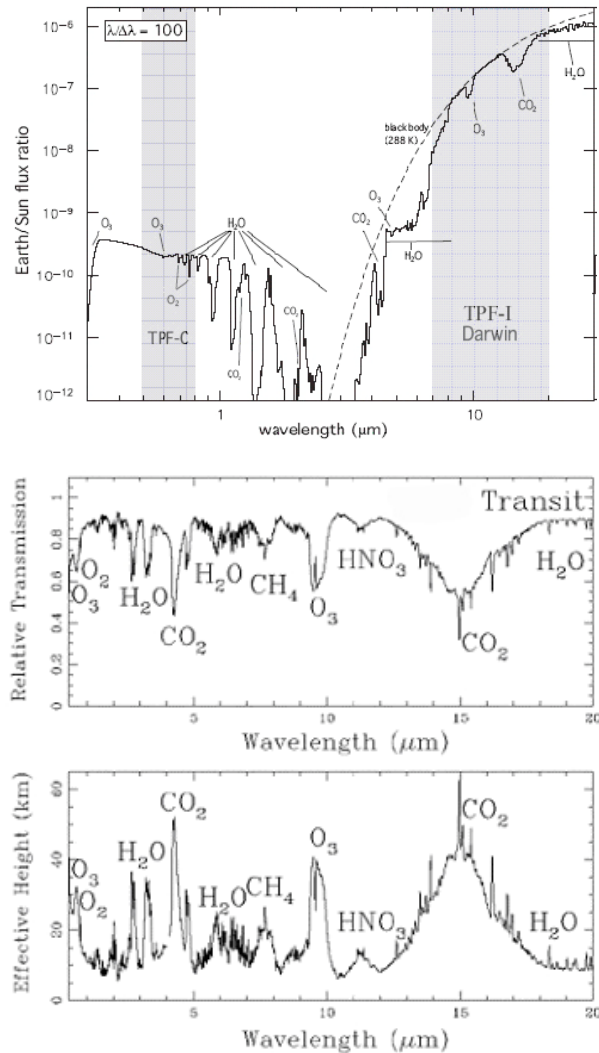 λ/Δλ = 100
10⁻⁶
10⁻⁷
10⁻⁸
10⁻⁹
10⁻¹⁰
10⁻¹¹
10⁻¹²
Earth/Sun flux ratio
black body
(288 K)
H₂O
CO₂
O₃
O₃
CO₂
H₂O
O₃
O₃
H₂O
O₂
TPF-C
CO₂
CO₂
TPF-I
Darwin
1
10
wavelength (μm)
Transit
Relative Transmission
1
0.8
0.6
0.4
0.2
0
O₂
O₃
H₂O
CO₂
H₂O
CH₄
O₃
HNO₃
CO₂
H₂O
5
10
15
20
Wavelength (μm)
Effective Height (km)
60
40
20
0
O₃
O₂
H₂O
CO₂
H₂O
CH₄
O₃
HNO₃
CO₂
H₂O
5
10
15
20
Wavelength (μm)